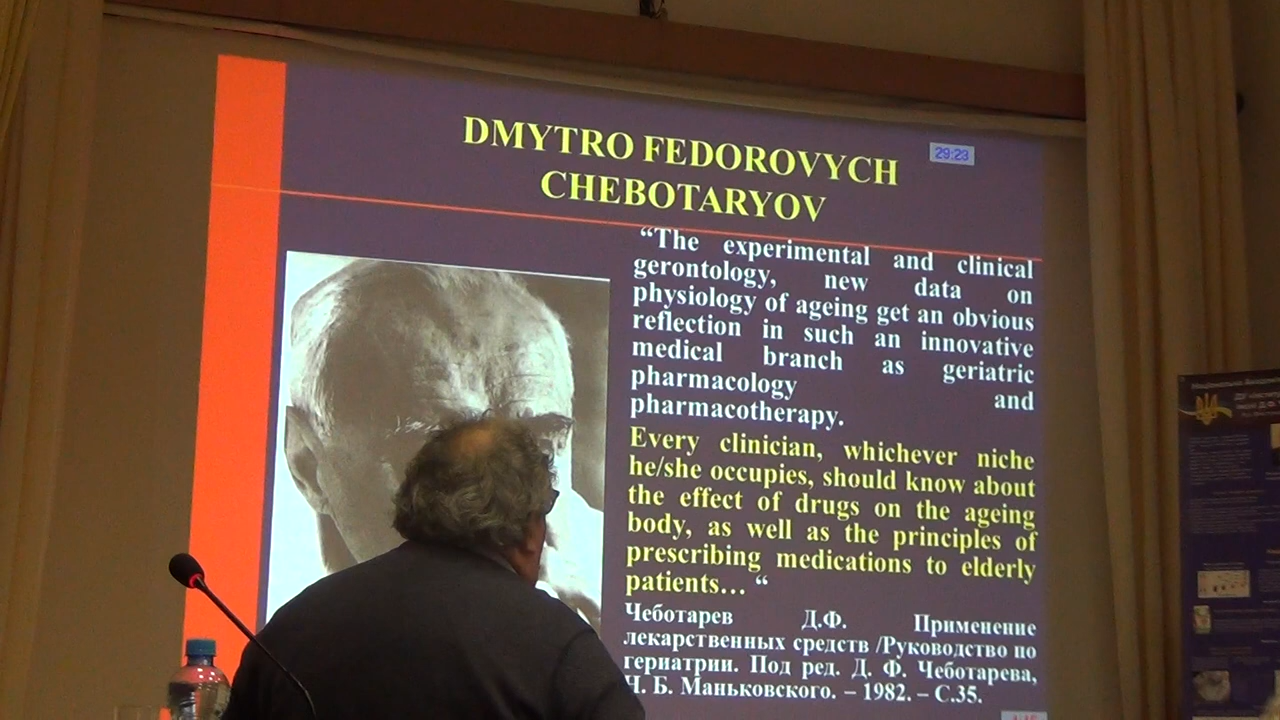 DMYTRO FEDOROVYCH
CHEBOTARYOV
29:23
“The experimental and clinical
gerontology, new data on
physiology of ageing get an obvious
reflection in such an innovative
medical branch as geriatric
pharmacology and
pharmacotherapy.
Every clinician, whichever niche
he/she occupies, should know about
the effect of drugs on the ageing
body, as well as the principles of
prescribing medications to elderly
patients… “
Чеботарев Д.Ф. Применение
лекарственных средств /Руководство по
гериатрии. Под ред. Д. Ф. Чеботарева,
Н. Б. Маньковского. – 1982. – С.35.